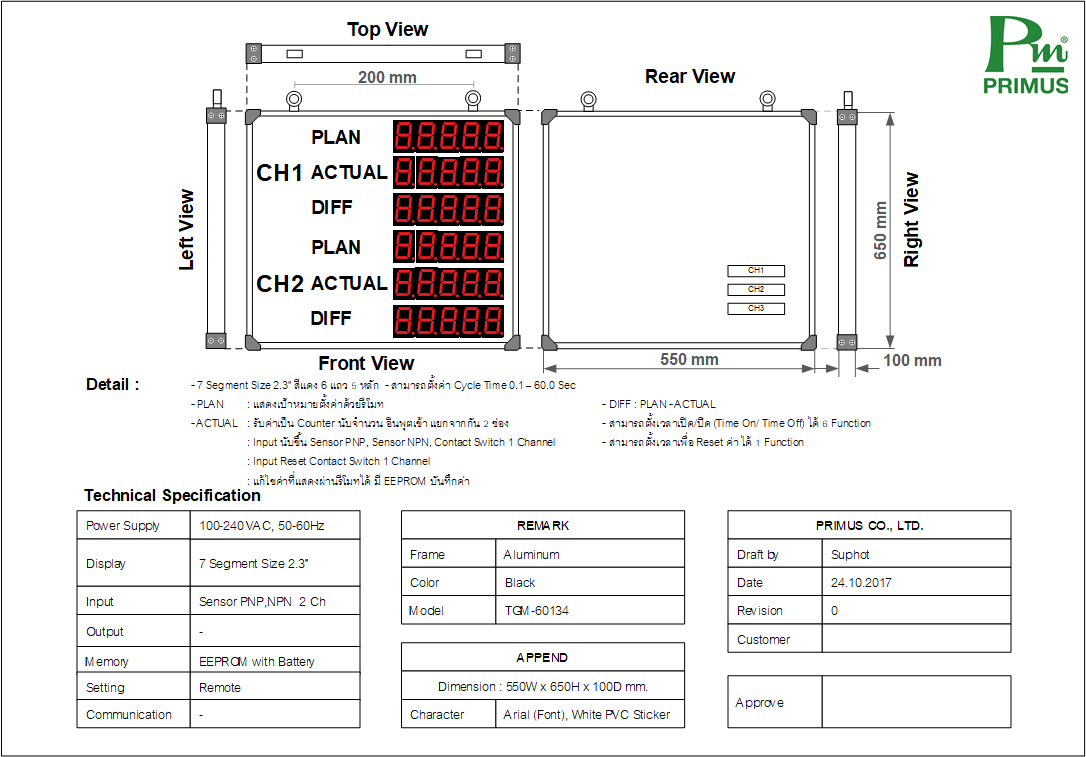 Top View
Pm®
PRIMUS
200 mm
Rear View
Left View
PLAN
CH1 ACTUAL
DIFF
PLAN
CH2 ACTUAL
DIFF
CH1
CH2
CH3
650 mm
Right View
Front View
550 mm
100 mm
Detail :
- 7 Segment Size 2.3" สีแดง 6 แถว 5 หลัก - สามารถตั้งค่า Cycle Time 0.1 – 60.0 Sec
- PLAN : แสดงเป้าหมายตั้งค่าด้วยรีโมท
- DIFF : PLAN - ACTUAL
- ACTUAL : รับค่าเป็น Counter นับจำนวน อินพุตเข้า แยกจากกัน 2 ช่อง
- สามารถตั้งเวลาเปิด/ปิด (Time On/ Time Off) ได้ 6 Function
: Input นับขึ้น Sensor PNP, Sensor NPN, Contact Switch 1 Channel
- สามารถตั้งเวลาเพื่อ Reset ค่า ได้ 1 Function
: Input Reset Contact Switch 1 Channel
: แก้ไขค่าที่แสดงผ่านรีโมทได้ มี EEPROM บันทึกค่า
Technical Specification
Power Supply 100-240 VAC, 50-60Hz
Display 7 Segment Size 2.3"
Input Sensor PNP,NPN 2 Ch
Output -
Memory EEPROM with Battery
Setting Remote
Communication -
REMARK
Frame Aluminum
Color Black
Model TGM-60134
APPEND
Dimension : 550W x 650H x 100D mm.
Character Arial (Font), White PVC Sticker
PRIMUS CO., LTD.
Draft by Suphot
Date 24.10.2017
Revision 0
Customer
Approve